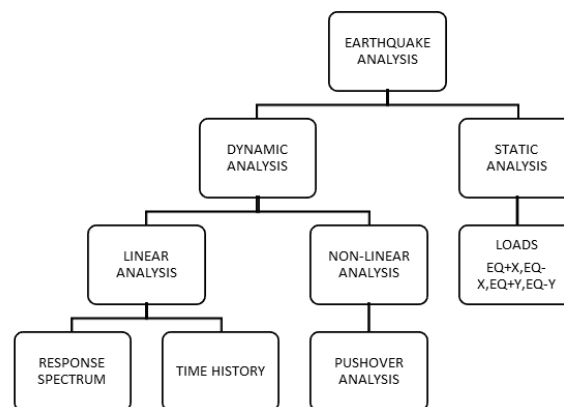 EARTHQUAKE
ANALYSIS
DYNAMIC
ANALYSIS
STATIC
ANALYSIS
LINEAR
ANALYSIS
NON-LINEAR
ANALYSIS
LOADS
EQ+X,EQ-
X,EQ+Y,EQ-Y
RESPONSE
SPECTRUM
TIME HISTORY
PUSHOVER
ANALYSIS